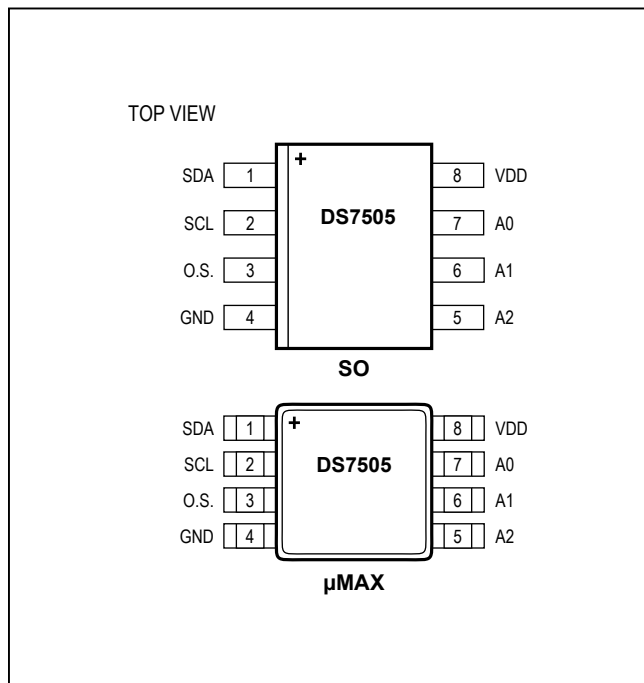 TOP VIEW
+
SDA 1 8 VDD
DS7505
SCL 2 7 A0
O.S. 3 6 A1
GND 4 5 A2
SO
+
SDA 1 8 VDD
SCL 2 DS7505 7 A0
O.S. 3 6 A1
GND 4 5 A2
µMAX